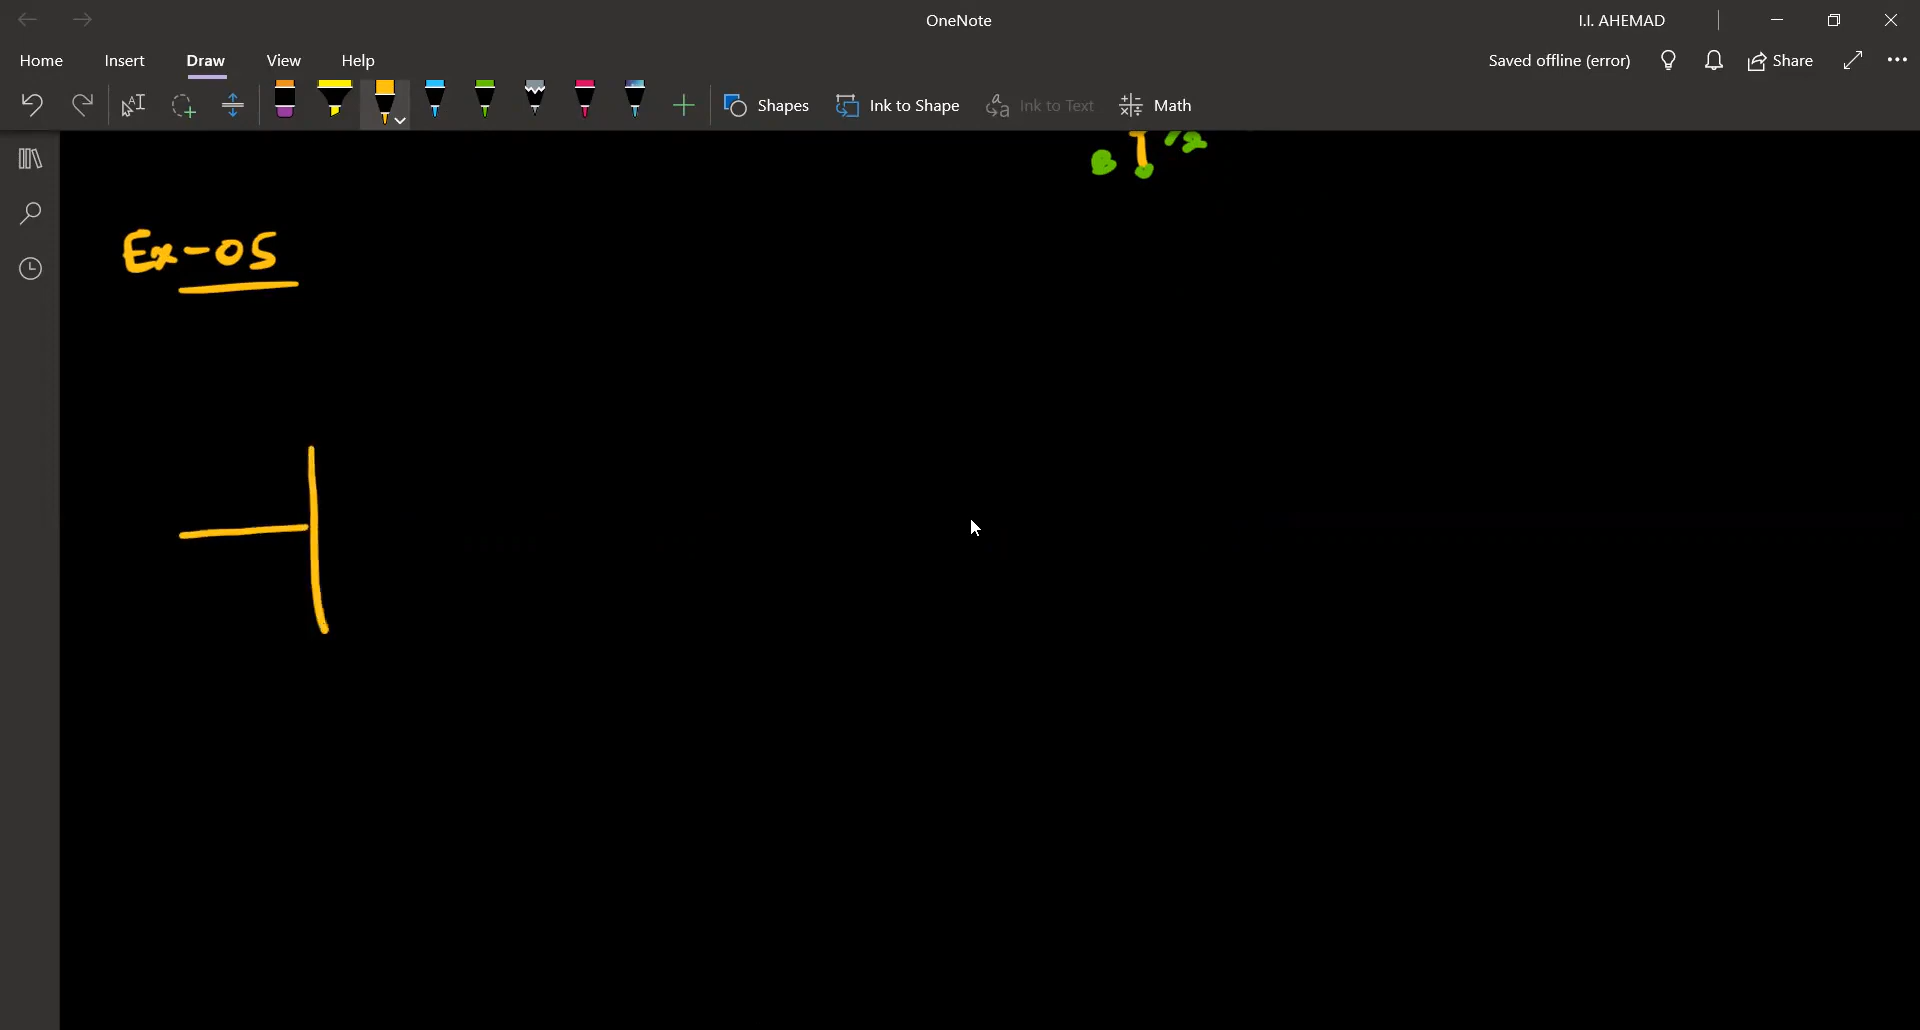 OneNote
I.I. AHEMAD
Home Insert Draw View Help
Saved offline (error) Share
Shapes Ink to Shape Ink to Text Math
Ex-05